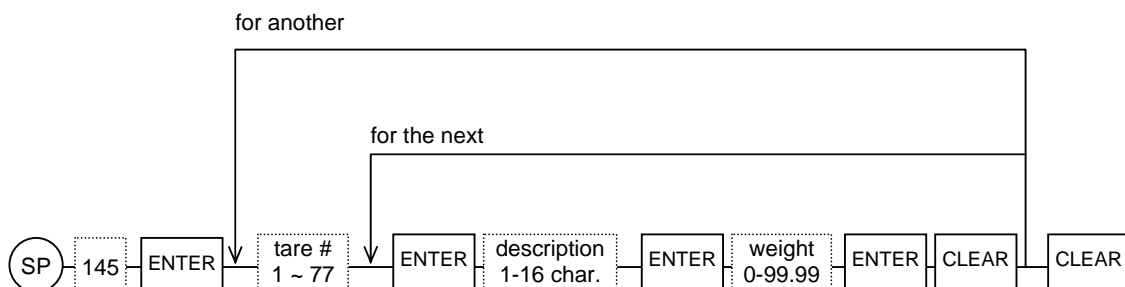 for another
for the next
SP
145
ENTER
tare #
1 ~ 77
ENTER
description
1-16 char.
ENTER
weight
0-99.99
ENTER
CLEAR
CLEAR